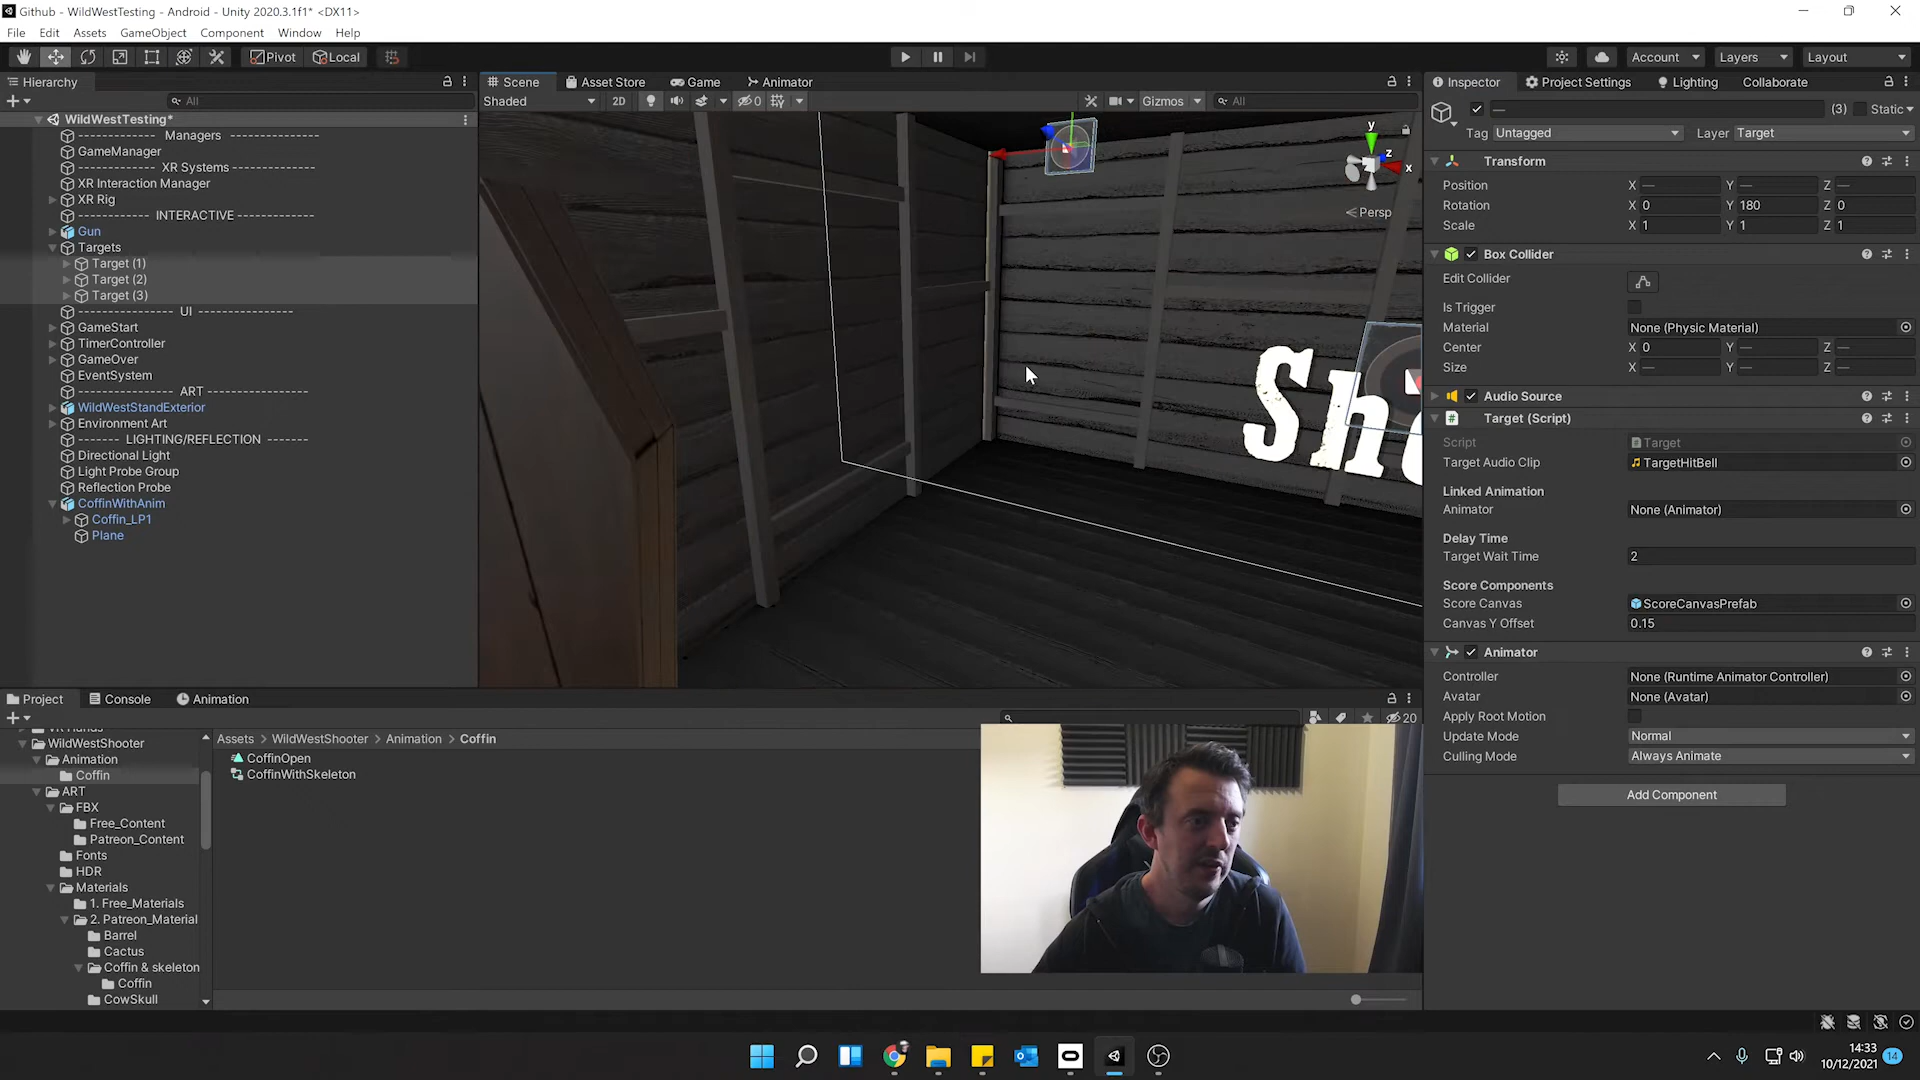 Github - WildWestTesting - Android - Unity 2020.3.1f1* <DX11>
File Edit Assets GameObject Component Window Help
Pivot Local Account Layers Layout
Hierarchy
All
WildWestTesting*
------------- Managers ---------------
GameManager
------------- XR Systems -------------
XR Interaction Manager
XR Rig
------------ INTERACTIVE -------------
Gun
Targets
Target (1)
Target (2)
Target (3)
--------------- UI ----------------
GameStart
TimerController
GameOver
EventSystem
--------------- ART ---------------
WildWestStandExterior
Environment Art
------- LIGHTING/REFLECTION -------
Directional Light
Light Probe Group
Reflection Probe
CoffinWithAnim
Coffin_LP1
Plane
Scene Asset Store Game Animator
Shaded 2D 0 Gizmos All
y
z
x
Persp
Sh
Inspector Project Settings Lighting Collaborate
— (3) Static
Tag Untagged Layer Target
Transform
Position X — Y — Z —
Rotation X 0 Y 180 Z 0
Scale X 1 Y 1 Z 1
Box Collider
Edit Collider
Is Trigger
Material None (Physic Material)
Center X 0 Y — Z —
Size X — Y — Z —
Audio Source
Target (Script)
Script Target
Target Audio Clip TargetHitBell
Linked Animation
Animator None (Animator)
Delay Time
Target Wait Time 2
Score Components
Score Canvas ScoreCanvasPrefab
Canvas Y Offset 0.15
Animator
Controller None (Runtime Animator Controller)
Avatar None (Avatar)
Apply Root Motion
Update Mode Normal
Culling Mode Always Animate
Add Component
Project Console Animation
20
WildWestShooter
Animation
Coffin
ART
FBX
Free_Content
Patreon_Content
Fonts
HDR
Materials
1. Free_Materials
2. Patreon_Material
Barrel
Cactus
Coffin & skeleton
Coffin
CowSkull
Assets > WildWestShooter > Animation > Coffin
CoffinOpen
CoffinWithSkeleton
14:33
10/12/2021
14